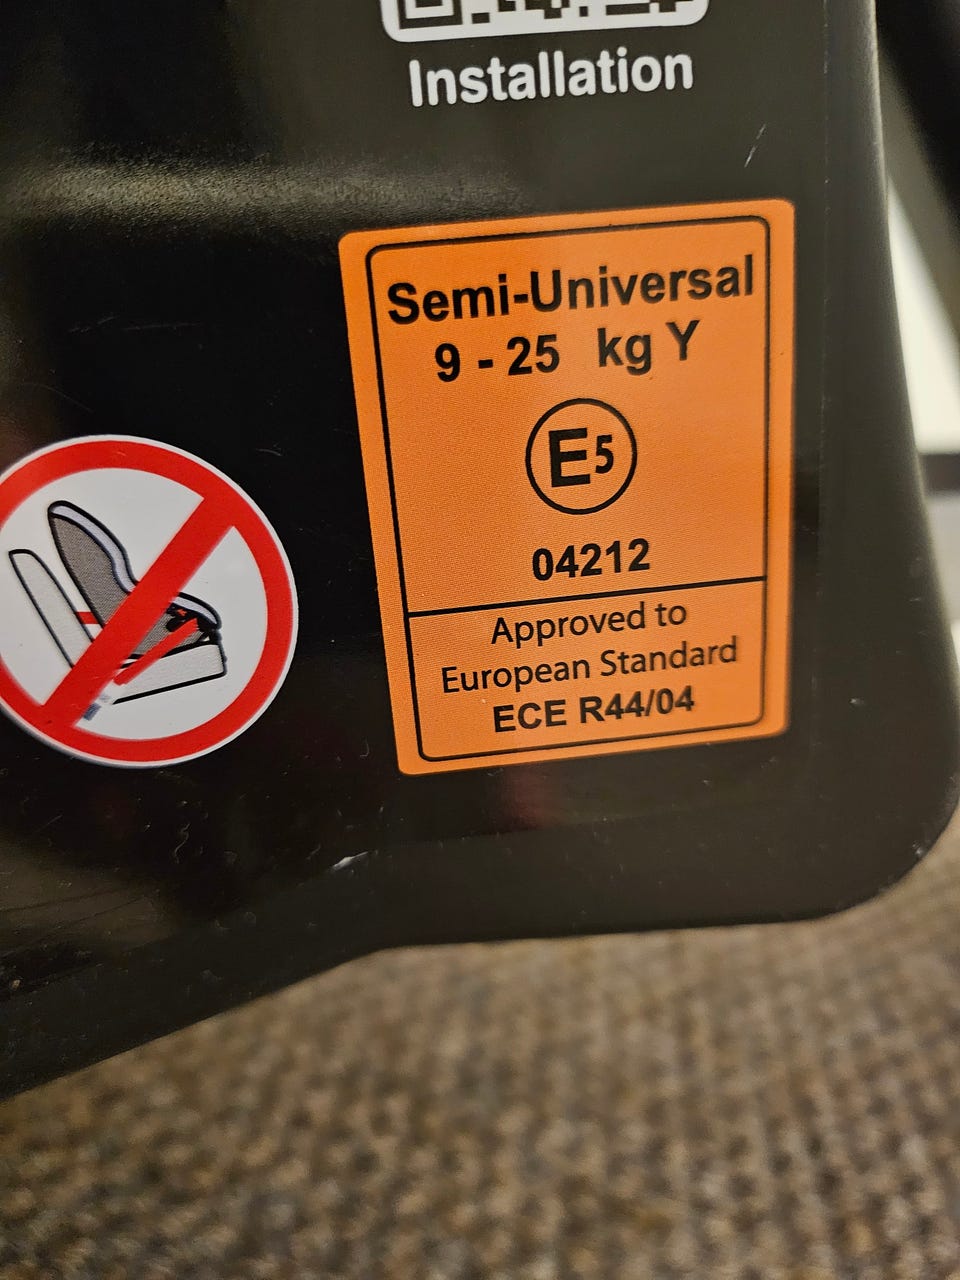 Installation
Semi-Universal
9 - 25 kg Y
E5
04212
Approved to
European Standard
ECE R44/04